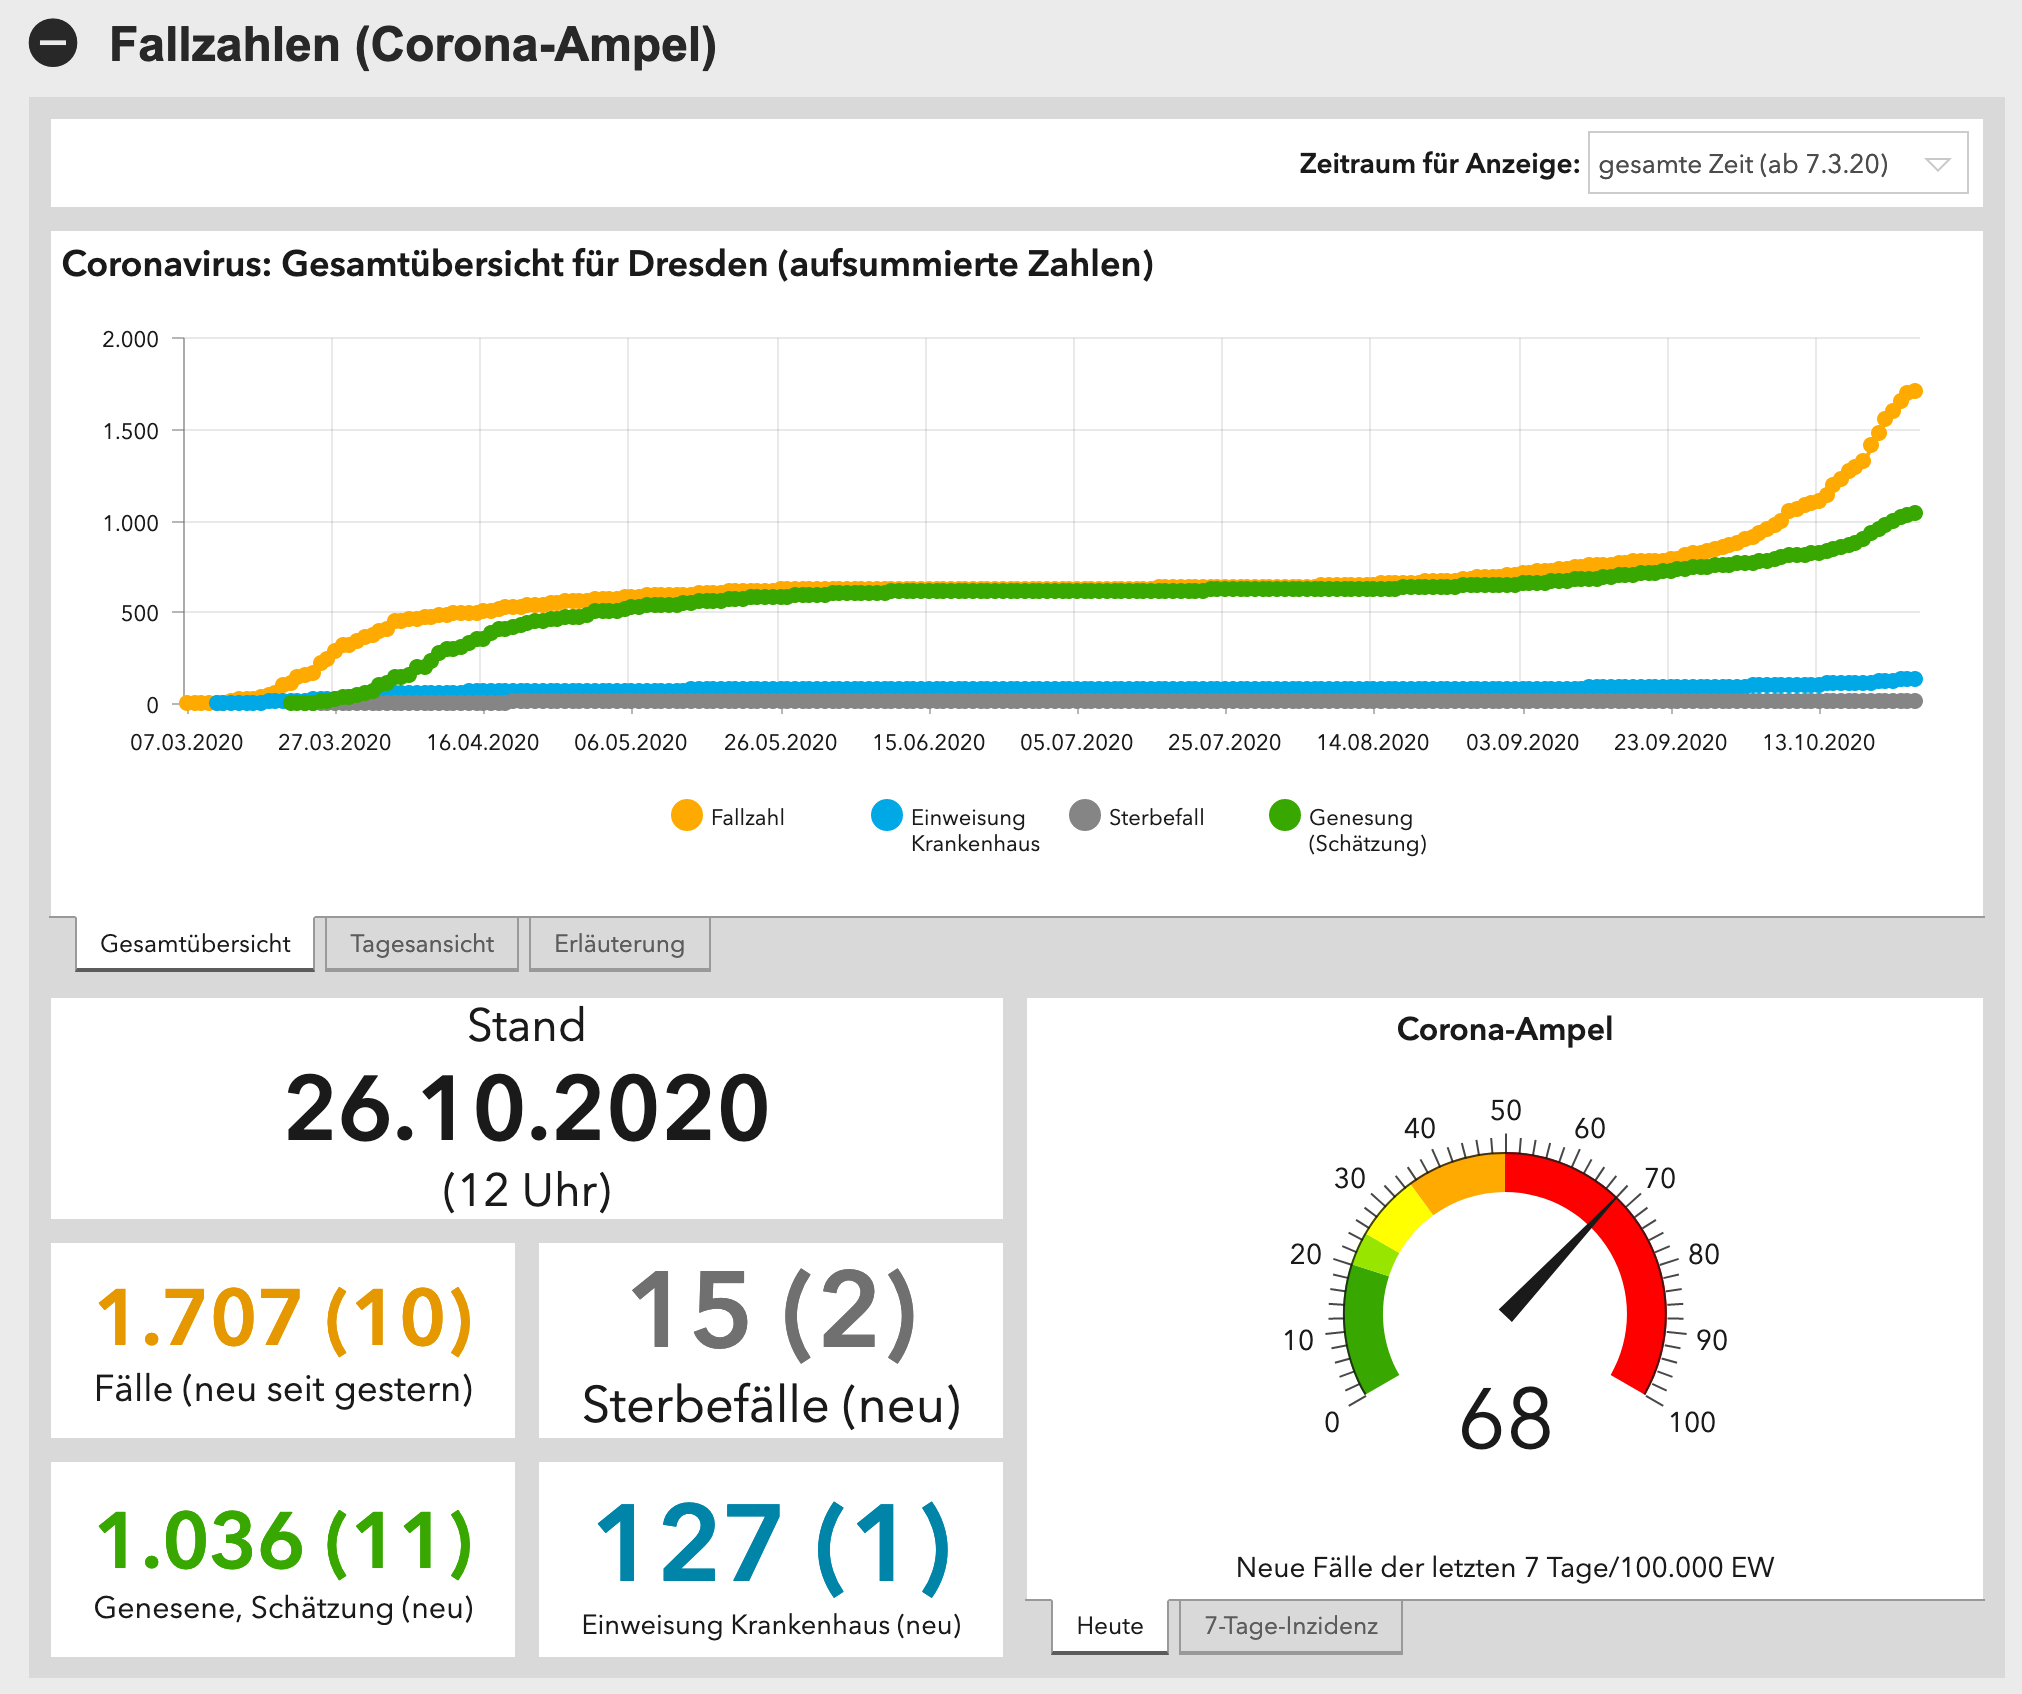 Fallzahlen (Corona-Ampel)
Zeitraum für Anzeige: gesamte Zeit (ab 7.3.20)
Coronavirus: Gesamtübersicht für Dresden (aufsummierte Zahlen)
2.000
1.500
1.000
500
0
07.03.2020 27.03.2020 16.04.2020 06.05.2020 26.05.2020 15.06.2020 05.07.2020 25.07.2020 14.08.2020 03.09.2020 23.09.2020 13.10.2020
Fallzahl
Einweisung
Krankenhaus
Sterbefall
Genesung
(Schätzung)
Gesamtübersicht Tagesansicht Erläuterung
Stand
26.10.2020
(12 Uhr)
1.707 (10)
Fälle (neu seit gestern)
15 (2)
Sterbefälle (neu)
1.036 (11)
Genesene, Schätzung (neu)
127 (1)
Einweisung Krankenhaus (neu)
Corona-Ampel
0
10
20
30
40
50
60
70
80
90
100
68
Neue Fälle der letzten 7 Tage/100.000 EW
Heute 7-Tage-Inzidenz